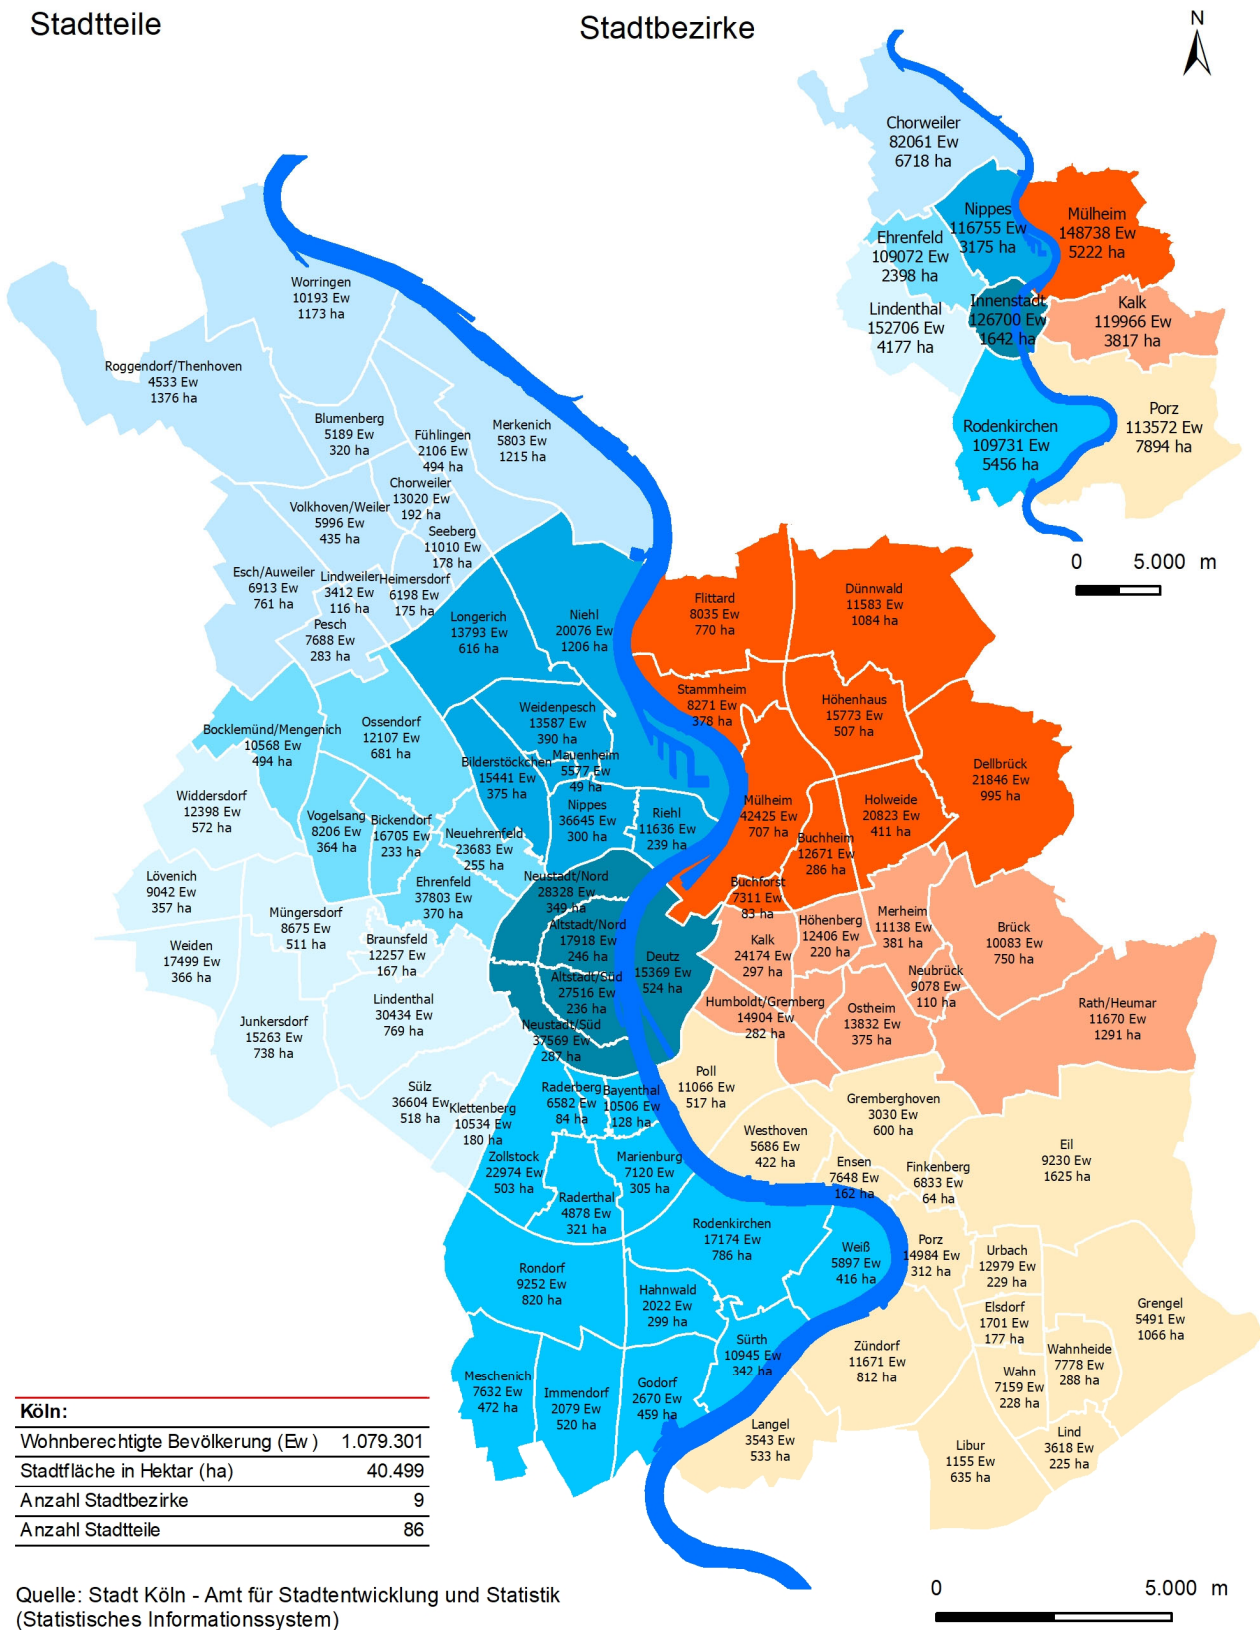 Stadtteile
Stadtbezirke
N
Chorweiler
82061 Ew
6718 ha
Nippes
116755 Ew
3175 ha
Mülheim
148738 Ew
5222 ha
Ehrenfeld
109072 Ew
2398 ha
Innenstadt
126700 Ew
1642 ha
Lindenthal
152706 Ew
4177 ha
Kalk
119966 Ew
3817 ha
Rodenkirchen
109731 Ew
5456 ha
Porz
113572 Ew
7894 ha
0 5.000 m
Worringen
10193 Ew
1173 ha
Roggendorf/Thenhoven
4533 Ew
1376 ha
Blumenberg
5189 Ew
320 ha
Fühlingen
2106 Ew
494 ha
Merkenich
5803 Ew
1215 ha
Chorweiler
13020 Ew
192 ha
Volkhoven/Weiler
5996 Ew
435 ha
Seeberg
11010 Ew
178 ha
Esch/Auweiler
6913 Ew
761 ha
Lindweiler
3412 Ew
116 ha
Heimersdorf
6198 Ew
175 ha
Pesch
7688 Ew
283 ha
Longerich
13793 Ew
616 ha
Niehl
20076 Ew
1206 ha
Flittard
8035 Ew
770 ha
Dünnwald
11583 Ew
1084 ha
Stammheim
8271 Ew
378 ha
Höhenhaus
15773 Ew
507 ha
Weidenpesch
13587 Ew
390 ha
Bocklemünd/Mengenich
10568 Ew
494 ha
Ossendorf
12107 Ew
681 ha
Bilderstöckchen
15441 Ew
375 ha
Mauenheim
5577 Ew
49 ha
Dellbrück
21846 Ew
995 ha
Widdersdorf
12398 Ew
572 ha
Vogelsang
8206 Ew
364 ha
Bickendorf
16705 Ew
233 ha
Neuehrenfeld
23683 Ew
255 ha
Nippes
36645 Ew
300 ha
Riehl
11636 Ew
239 ha
Mülheim
42425 Ew
707 ha
Holweide
20823 Ew
411 ha
Buchheim
12671 Ew
286 ha
Lövenich
9042 Ew
357 ha
Ehrenfeld
37803 Ew
370 ha
Neustadt/Nord
28328 Ew
349 ha
Buchforst
7311 Ew
83 ha
Müngersdorf
8675 Ew
511 ha
Altstadt/Nord
17918 Ew
246 ha
Höhenberg
12406 Ew
220 ha
Merheim
11138 Ew
381 ha
Brück
10083 Ew
750 ha
Weiden
17499 Ew
366 ha
Braunsfeld
12257 Ew
167 ha
Deutz
15369 Ew
524 ha
Kalk
24174 Ew
297 ha
Neubrück
9078 Ew
110 ha
Altstadt/Süd
27516 Ew
236 ha
Lindenthal
30434 Ew
769 ha
Humboldt/Gremberg
14904 Ew
282 ha
Ostheim
13832 Ew
375 ha
Rath/Heumar
11670 Ew
1291 ha
Junkersdorf
15263 Ew
738 ha
Neustadt/Süd
37569 Ew
287 ha
Sülz
36604 Ew
518 ha
Klettenberg
10534 Ew
180 ha
Raderberg
6582 Ew
84 ha
Bayenthal
10506 Ew
128 ha
Poll
11066 Ew
517 ha
Gremberghoven
3030 Ew
600 ha
Westhoven
5686 Ew
422 ha
Eil
9230 Ew
1625 ha
Zollstock
22974 Ew
503 ha
Marienburg
7120 Ew
305 ha
Ensen
7648 Ew
162 ha
Finkenberg
6833 Ew
64 ha
Raderthal
4878 Ew
321 ha
Rodenkirchen
17174 Ew
786 ha
Weiß
5897 Ew
416 ha
Porz
14984 Ew
312 ha
Urbach
12979 Ew
229 ha
Rondorf
9252 Ew
820 ha
Hahnwald
2022 Ew
299 ha
Elsdorf
1701 Ew
177 ha
Grengel
5491 Ew
1066 ha
Sürth
10945 Ew
342 ha
Zündorf
11671 Ew
812 ha
Wahnheide
7778 Ew
288 ha
Meschenich
7632 Ew
472 ha
Immendorf
2079 Ew
520 ha
Godorf
2670 Ew
459 ha
Wahn
7159 Ew
228 ha
Langel
3543 Ew
533 ha
Libur
1155 Ew
635 ha
Lind
3618 Ew
225 ha
Köln:
Wohnberechtigte Bevölkerung (Ew) 1.079.301
Stadtfläche in Hektar (ha) 40.499
Anzahl Stadtbezirke 9
Anzahl Stadtteile 86
Quelle: Stadt Köln - Amt für Stadtentwicklung und Statistik
(Statistisches Informationssystem)
0 5.000 m